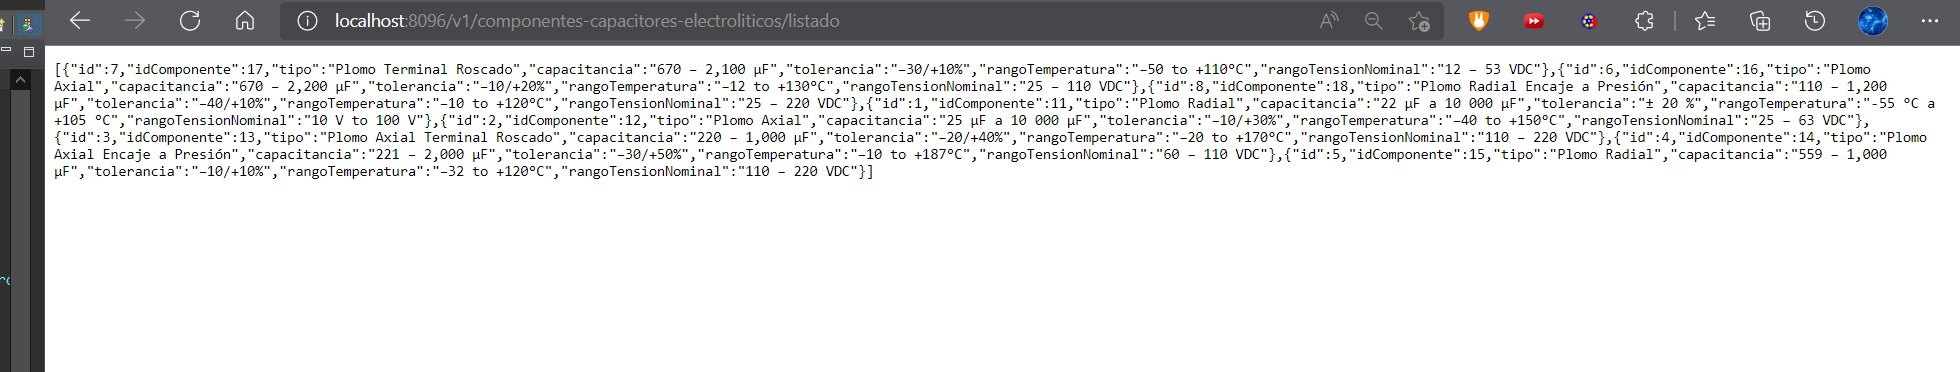 localhost:8096/v1/componentes-capacitores-electroliticos/listado
[{"id":7,"idComponente":17,"tipo":"Plomo Terminal Roscado","capacitancia":"670 – 2,100 µF","tolerancia":"–30/+10%","rangoTemperatura":"–50 to +110ºC","rangoTensionNominal":"12 – 53 VDC"},{"id":6,"idComponente":16,"tipo":"Plomo
Axial","capacitancia":"670 – 2,200 µF","tolerancia":"–10/+20%","rangoTemperatura":"–12 to +130ºC","rangoTensionNominal":"25 – 110 VDC"},{"id":8,"idComponente":18,"tipo":"Plomo Radial Encaje a Presión","capacitancia":"110 – 1,200
µF","tolerancia":"–40/+10%","rangoTemperatura":"–10 to +120ºC","rangoTensionNominal":"25 – 220 VDC"},{"id":1,"idComponente":11,"tipo":"Plomo Radial","capacitancia":"22 µF a 10 000 µF","tolerancia":"± 20 %","rangoTemperatura":"-55 °C a
+105 °C","rangoTensionNominal":"10 V to 100 V"},{"id":2,"idComponente":12,"tipo":"Plomo Axial","capacitancia":"25 µF a 10 000 µF","tolerancia":"–10/+30%","rangoTemperatura":"–40 to +150ºC","rangoTensionNominal":"25 – 63 VDC"},
{"id":3,"idComponente":13,"tipo":"Plomo Axial Terminal Roscado","capacitancia":"220 – 1,000 µF","tolerancia":"–20/+40%","rangoTemperatura":"–20 to +170ºC","rangoTensionNominal":"110 – 220 VDC"},{"id":4,"idComponente":14,"tipo":"Plomo
Axial Encaje a Presión","capacitancia":"221 – 2,000 µF","tolerancia":"–30/+50%","rangoTemperatura":"–10 to +187ºC","rangoTensionNominal":"60 – 110 VDC"},{"id":5,"idComponente":15,"tipo":"Plomo Radial","capacitancia":"559 – 1,000
µF","tolerancia":"–10/+10%","rangoTemperatura":"–32 to +120ºC","rangoTensionNominal":"110 – 220 VDC"}]